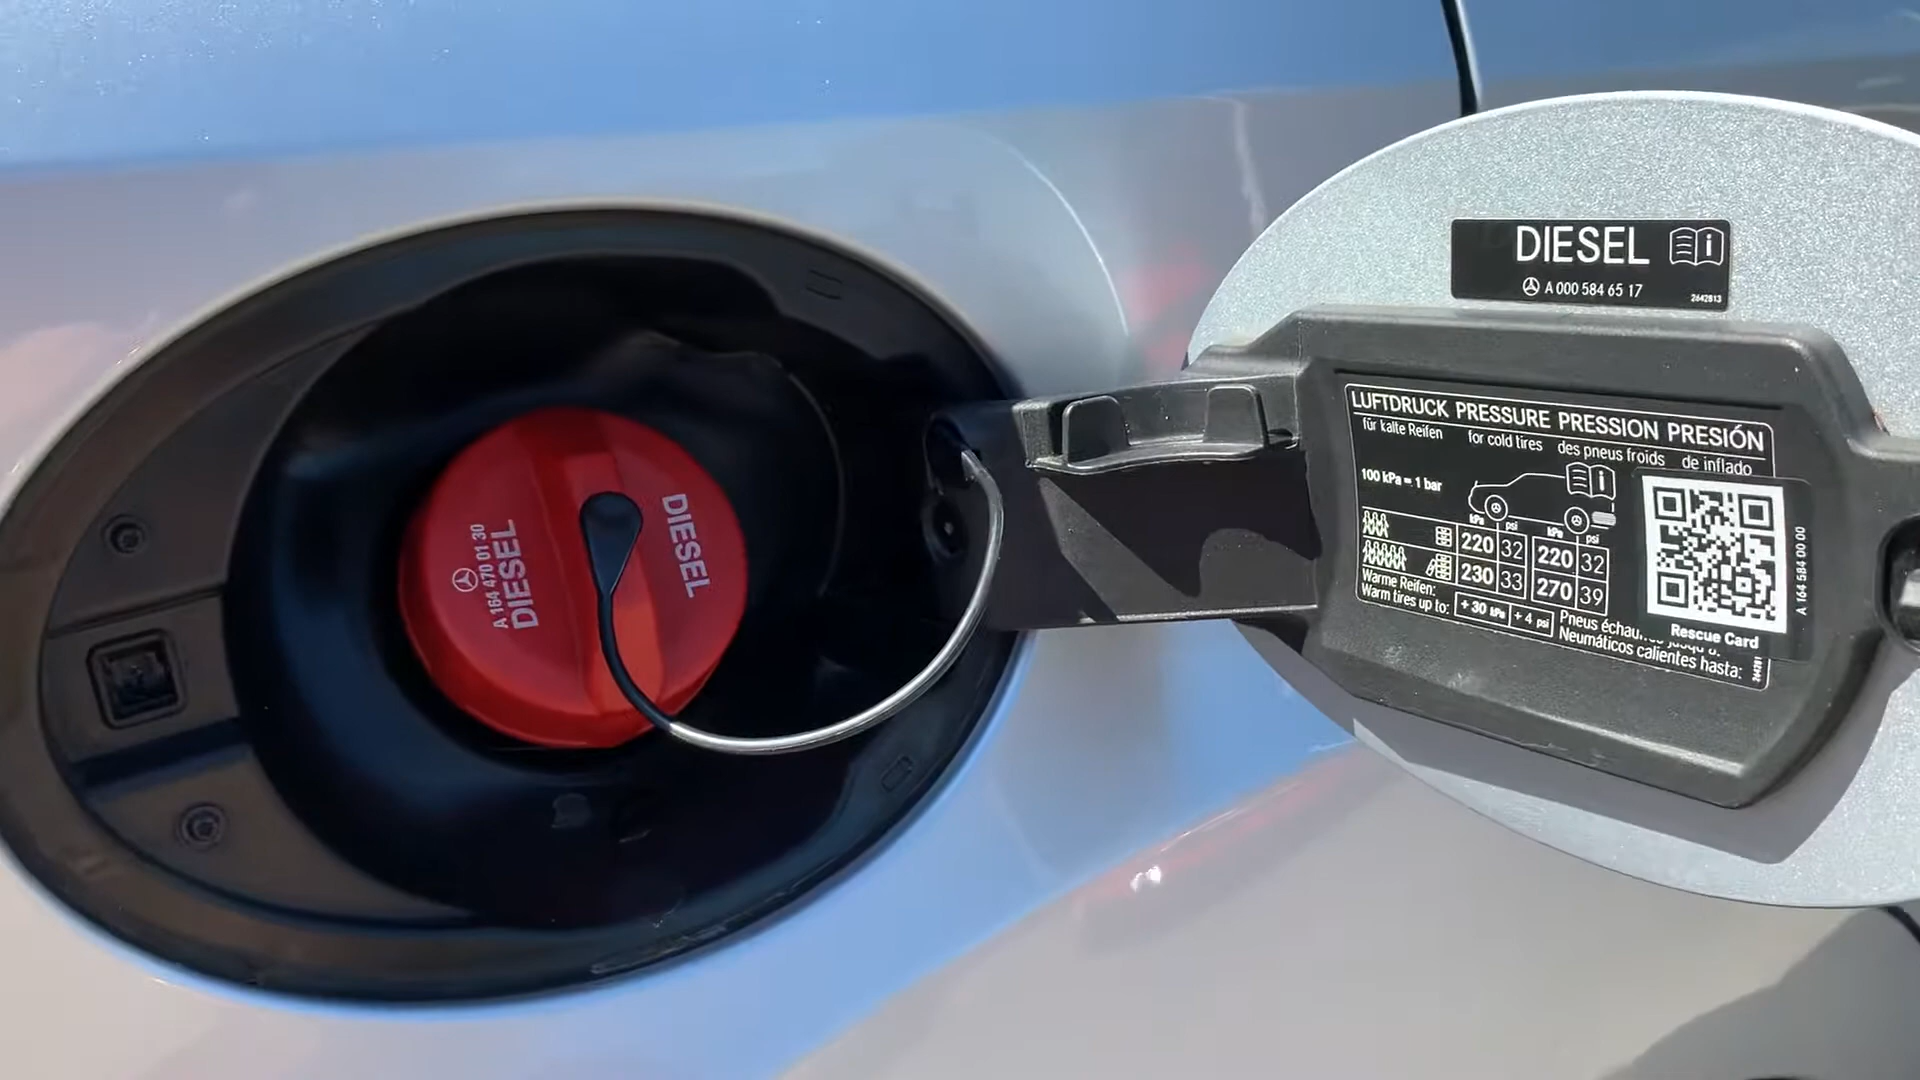 DIESEL
A 000 584 65 17
2642813
A 164 470 01 30
DIESEL
DIESEL
LUFTDRUCK PRESSURE PRESSION PRESIÓN
für kalte Reifen for cold tires des pneus froids de inflado
100 kPa = 1 bar
kPa psi kPa psi
220 32 220 32
230 33 270 39
Warme Reifen:
Warm tires up to: + 30 kPa + 4 psi
Pneus
Neumáticos calientes hasta:
Rescue Card
A 164 584 00 00